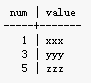 num | value
-----+-------
1 | xxx
3 | yyy
5 | zzz